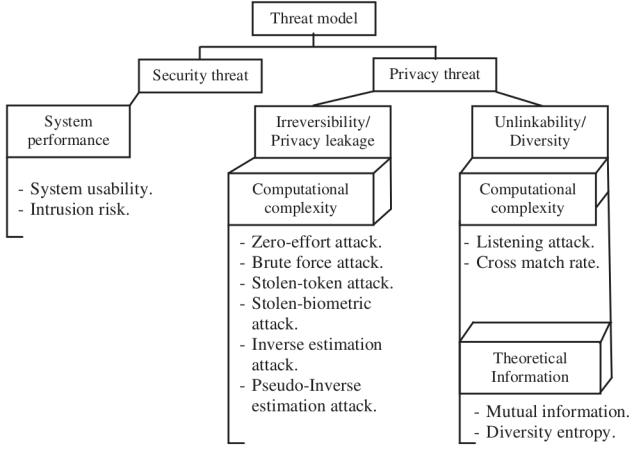 Threat model
Security threat
Privacy threat
System
performance
Irreversibility/
Privacy leakage
Unlinkability/
Diversity
- System usability.
- Intrusion risk.
Computational
complexity
- Zero-effort attack.
- Brute force attack.
- Stolen-token attack.
- Stolen-biometric
attack.
- Inverse estimation
attack.
- Pseudo-Inverse
estimation attack.
Computational
complexity
- Listening attack.
- Cross match rate.
Theoretical
Information
- Mutual information.
- Diversity entropy.